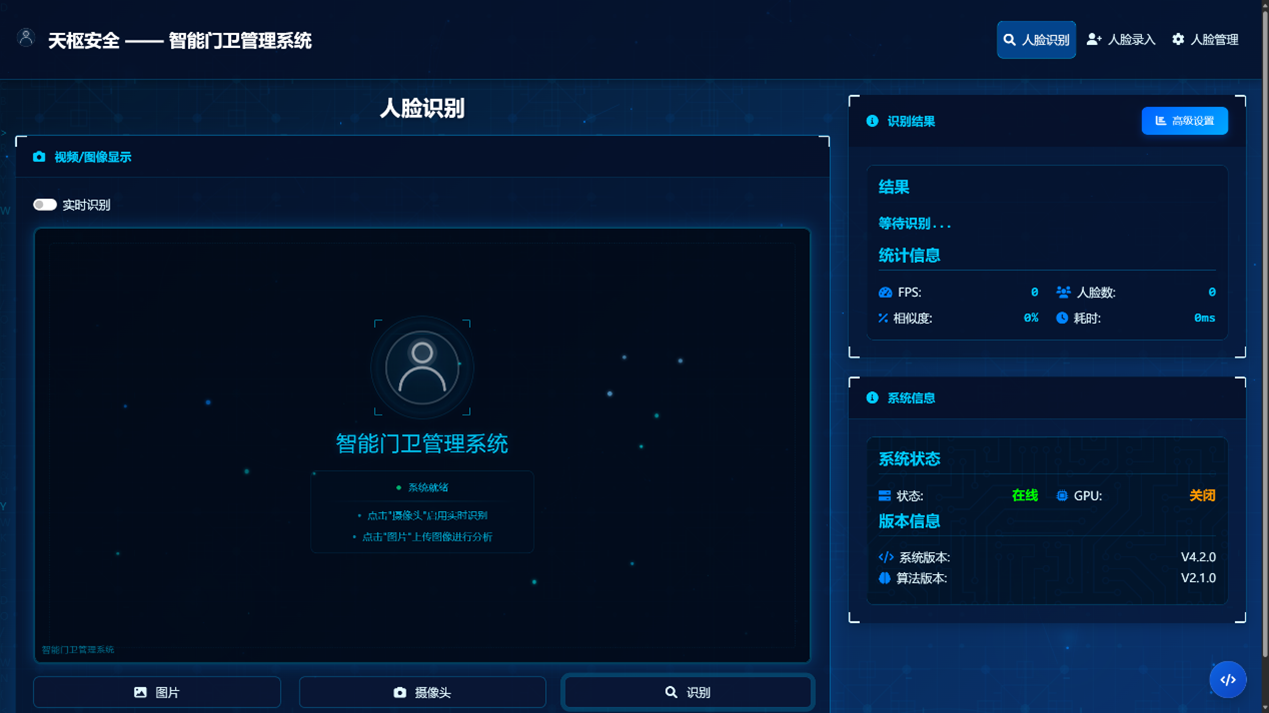 天枢安全 —— 智能门卫管理系统
人脸识别
人脸录入
人脸管理
人脸识别
视频/图像显示
实时识别
智能门卫管理系统
系统就绪
点击"摄像头"启用实时识别
点击"图片"上传图像进行分析
智能门卫管理系统
图片
摄像头
识别
识别结果
高级设置
结果
等待识别...
统计信息
FPS: 0 人脸数: 0
相似度: 0% 耗时: 0ms
系统信息
系统状态
状态: 在线 GPU: 关闭
版本信息
系统版本: V4.2.0
算法版本: V2.1.0